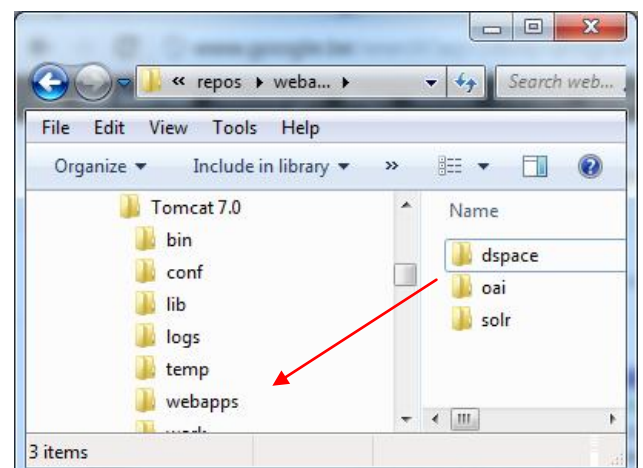 « repos weba...
Search web...
File Edit View Tools Help
Organize Include in library »
Tomcat 7.0
bin
conf
lib
logs
temp
webapps
Name
dspace
oai
solr
3 items